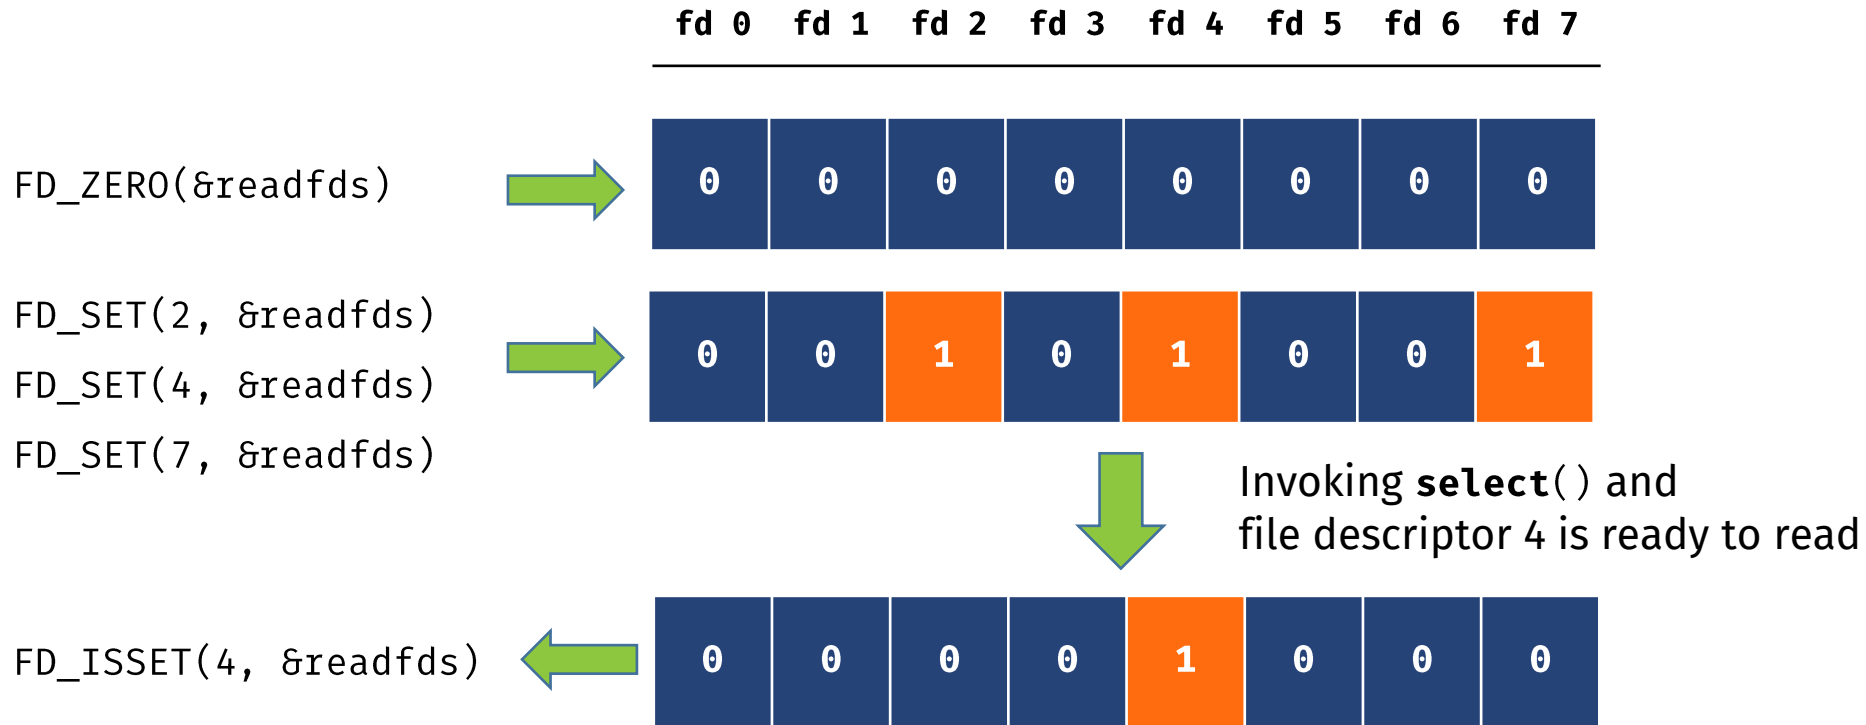 fd 0 fd 1 fd 2 fd 3 fd 4 fd 5 fd 6 fd 7
FD_ZERO(&readfds)
0 0 0 0 0 0 0 0
FD_SET(2, &readfds)
0 0 1 0 1 0 0 1
FD_SET(4, &readfds)
FD_SET(7, &readfds)
Invoking select() and
file descriptor 4 is ready to read
FD_ISSET(4, &readfds)
0 0 0 0 1 0 0 0